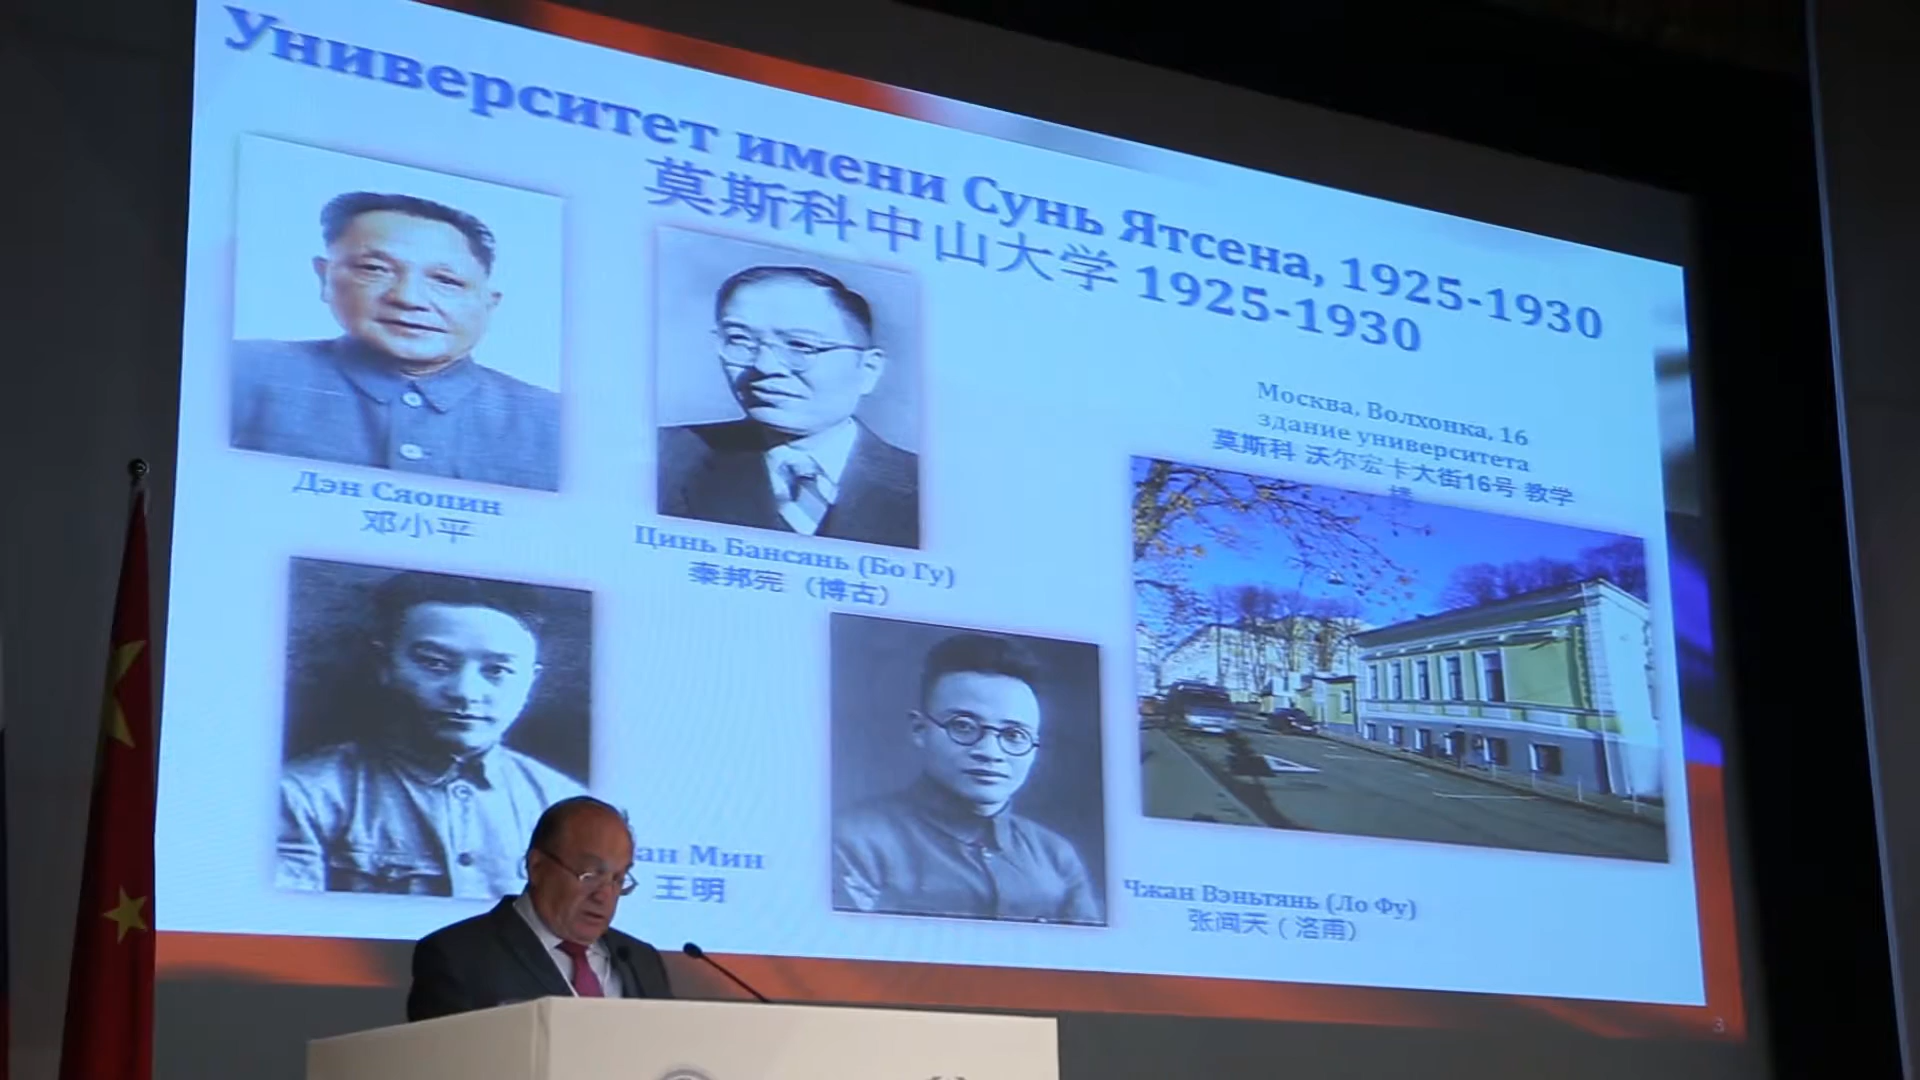 Университет имени Сунь Ятсена, 1925-1930
莫斯科中山大学 1925-1930
Москва, Волхонка, 16
здание университета
莫斯科 沃尔宏卡大街16号 教学
楼
Дэн Сяопин
邓小平
Цинь Бансянь (Бо Гу)
秦邦宪（博古）
ан Мин
王明
Чжан Вэньтянь (Ло Фу)
张闻天（洛甫）
3